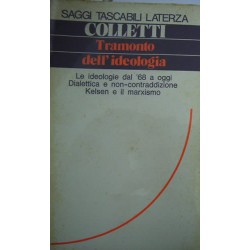 SAGGI TASCABILI LATERZA
COLLETTI
Tramonto
dell'ideologia
Le ideologie dal '68 a oggi
Dialettica e non-contraddizione
Kelsen e il marxismo